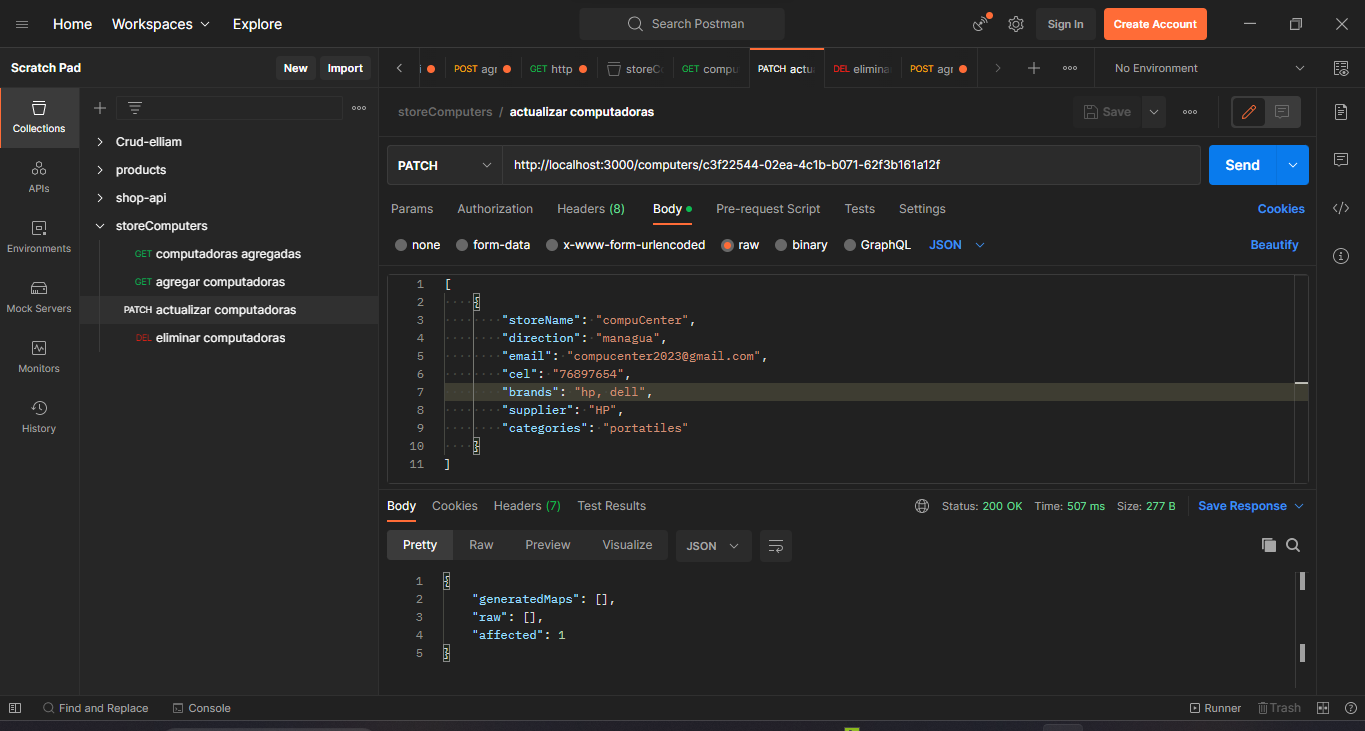 Home Workspaces Explore Search Postman Sign In Create Account
Scratch Pad New Import
POST agr GET http storeCo GET compu PATCH actu DEL elimina POST agr No Environment
Collections
APIs
Environments
Mock Servers
Monitors
History
Crud-elliam
products
shop-api
storeComputers
GET computadoras agregadas
GET agregar computadoras
PATCH actualizar computadoras
DEL eliminar computadoras
storeComputers / actualizar computadoras Save
PATCH http://localhost:3000/computers/c3f22544-02ea-4c1b-b071-62f3b161a12f Send
Params Authorization Headers (8) Body Pre-request Script Tests Settings Cookies
none form-data x-www-form-urlencoded raw binary GraphQL JSON Beautify
1 [
2 {
3 "storeName": "compuCenter",
4 "direction": "managua",
5 "email": "compucenter2023@gmail.com",
6 "cel": "76897654",
7 "brands": "hp, dell",
8 "supplier": "HP",
9 "categories": "portatiles"
10 }
11 ]
Body Cookies Headers (7) Test Results Status: 200 OK Time: 507 ms Size: 277 B Save Response
Pretty Raw Preview Visualize JSON
1 {
2 "generatedMaps": [],
3 "raw": [],
4 "affected": 1
5 }
Find and Replace Console Runner Trash